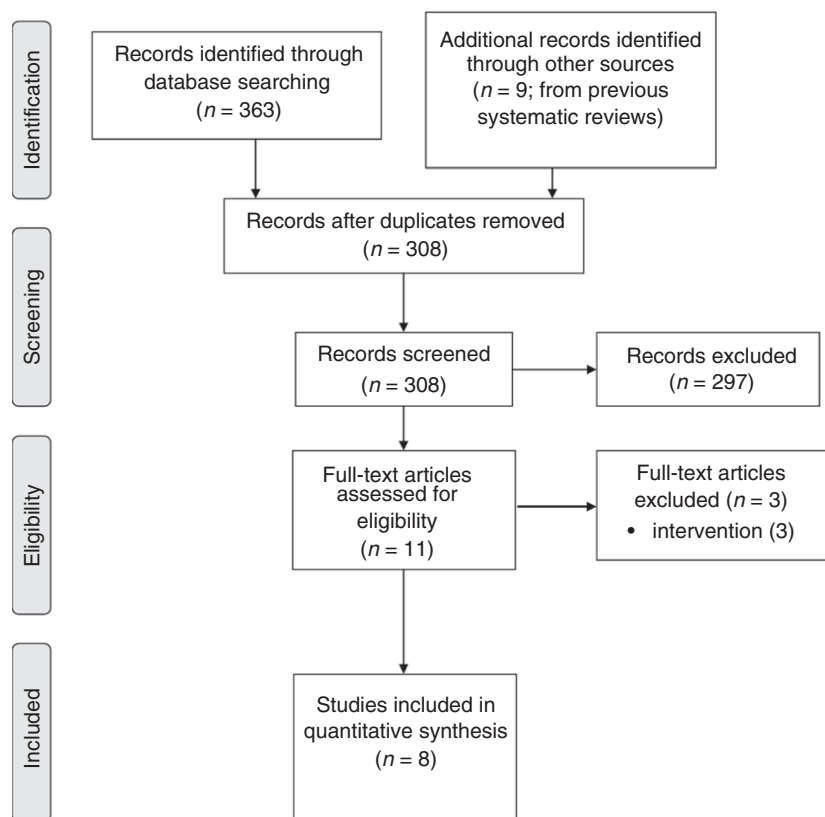 Identification
Records identified through
database searching
(n = 363)
Additional records identified
through other sources
(n = 9; from previous
systematic reviews)
Records after duplicates removed
(n = 308)
Screening
Records screened
(n = 308)
Records excluded
(n = 297)
Eligibility
Full-text articles
assessed for
eligibility
(n = 11)
Full-text articles
excluded (n = 3)
• intervention (3)
Included
Studies included in
quantitative synthesis
(n = 8)